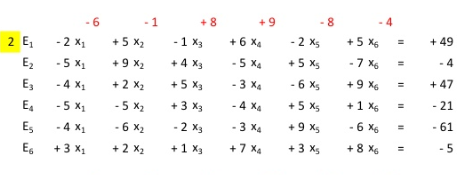 - 6 - 1 + 8 + 9 - 8 - 4
2 E₁ - 2 x₁ + 5 x₂ - 1 x₃ + 6 x₄ - 2 x₅ + 5 x₆ = + 49
E₂ - 5 x₁ + 9 x₂ + 4 x₃ - 5 x₄ + 5 x₅ - 7 x₆ = - 4
E₃ - 4 x₁ + 2 x₂ + 5 x₃ - 3 x₄ - 6 x₅ + 9 x₆ = + 47
E₄ - 5 x₁ - 5 x₂ + 3 x₃ - 4 x₄ + 5 x₅ + 1 x₆ = - 21
E₅ - 4 x₁ - 6 x₂ - 2 x₃ - 3 x₄ + 9 x₅ - 6 x₆ = - 61
E₆ + 3 x₁ + 2 x₂ + 1 x₃ + 7 x₄ + 3 x₅ + 8 x₆ = - 5